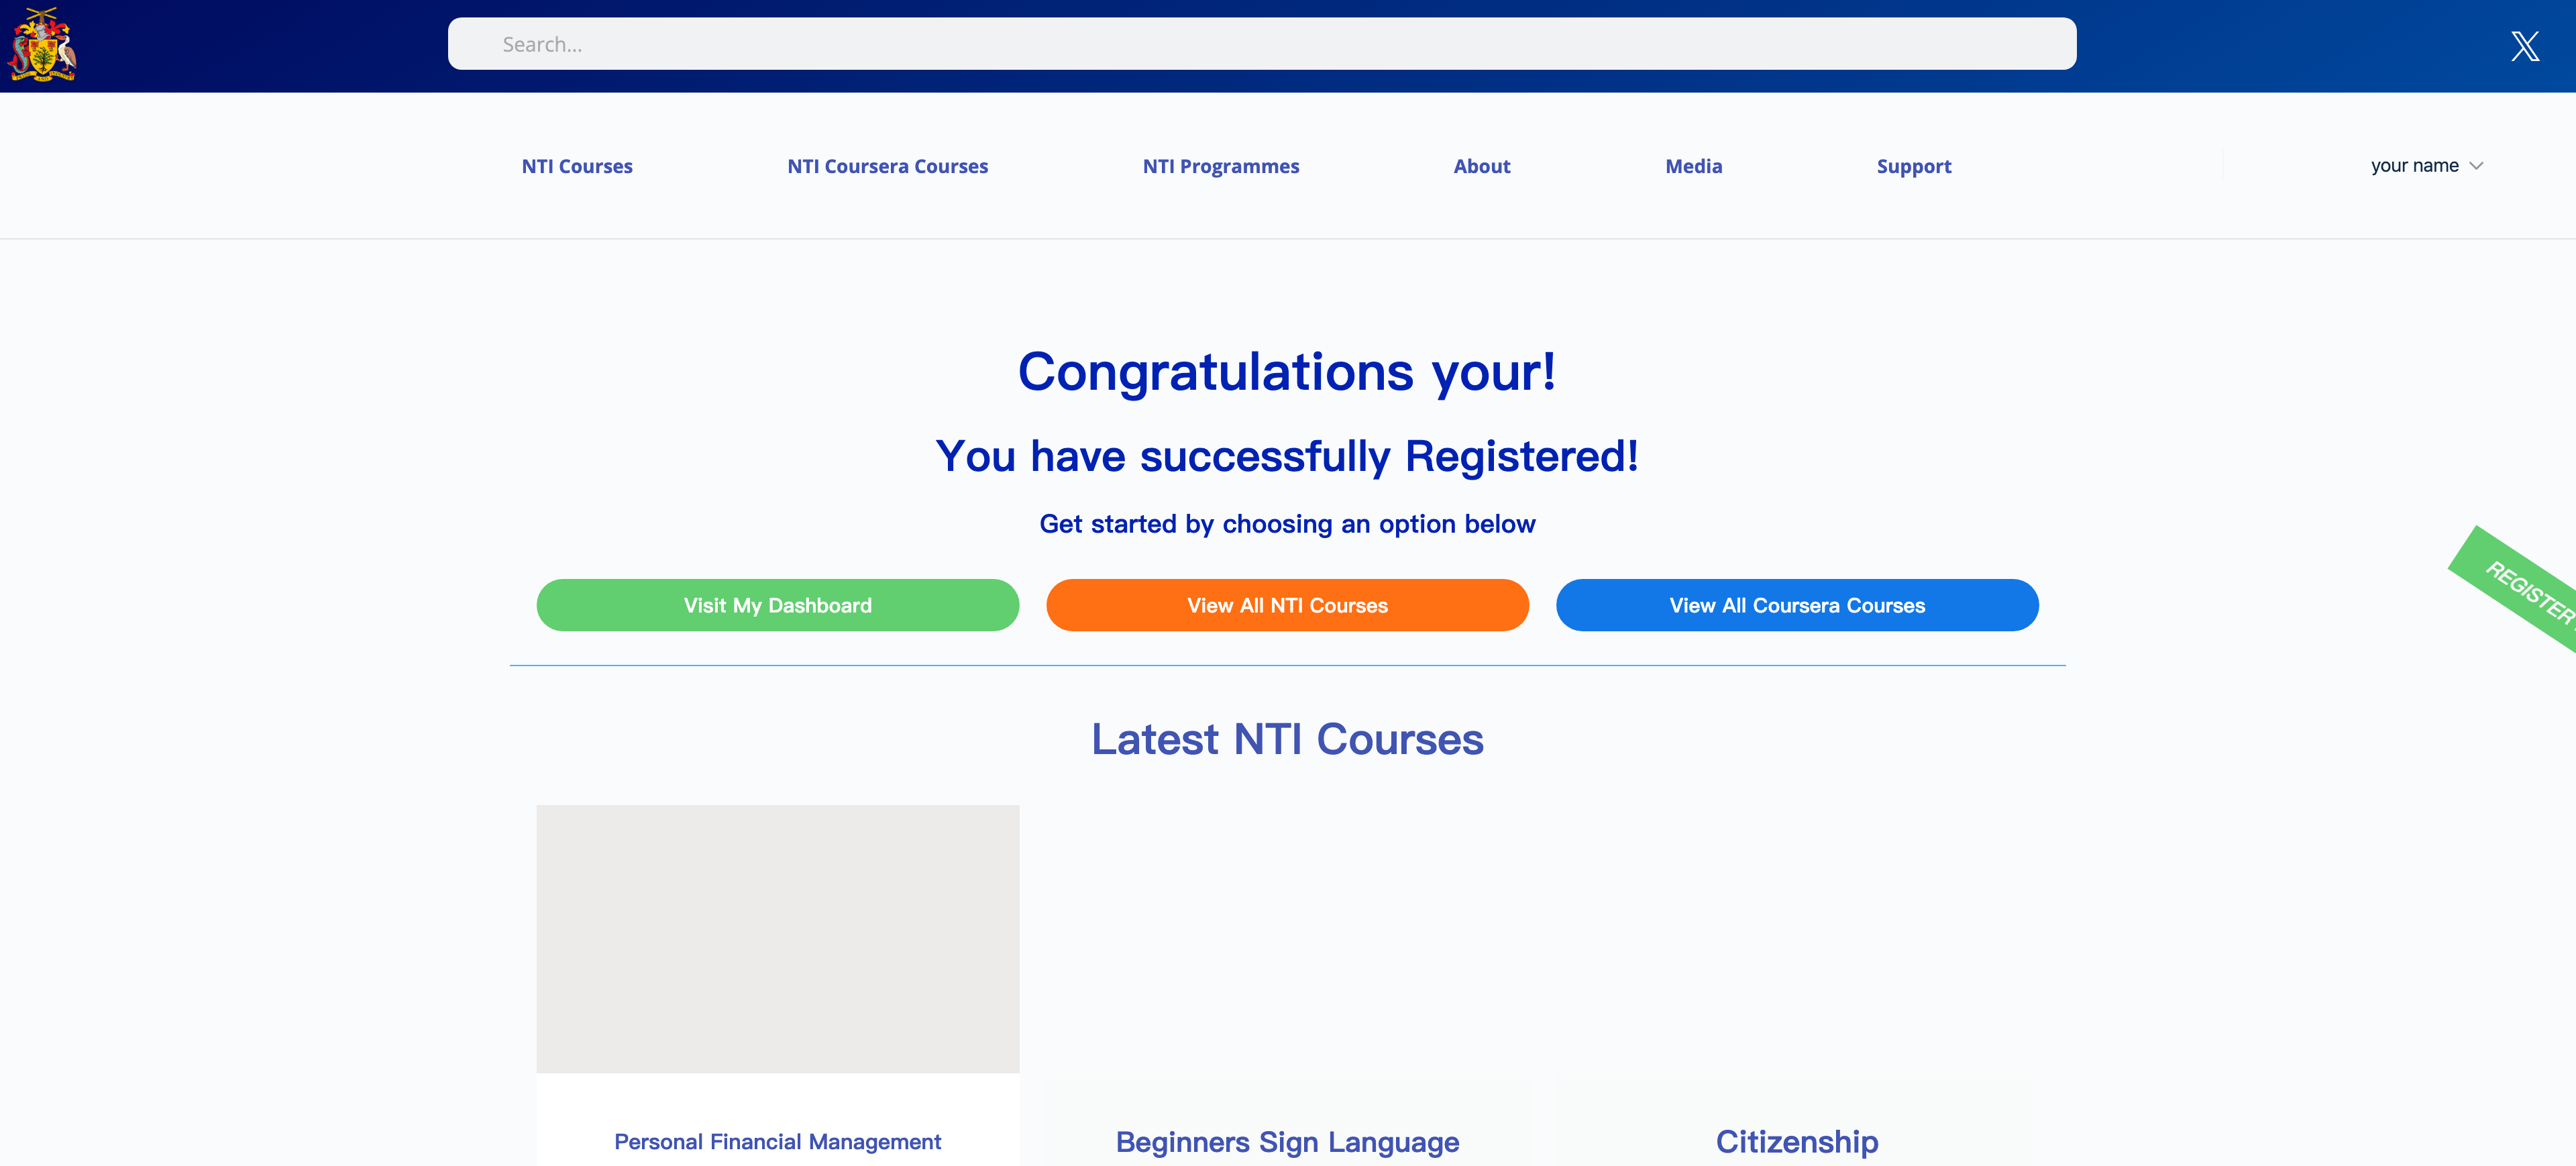 Search...
NTI Courses
NTI Coursera Courses
NTI Programmes
About
Media
Support
your name
Congratulations your!
You have successfully Registered!
Get started by choosing an option below
Visit My Dashboard
View All NTI Courses
View All Coursera Courses
REGISTER
Latest NTI Courses
Personal Financial Management
Beginners Sign Language
Citizenship